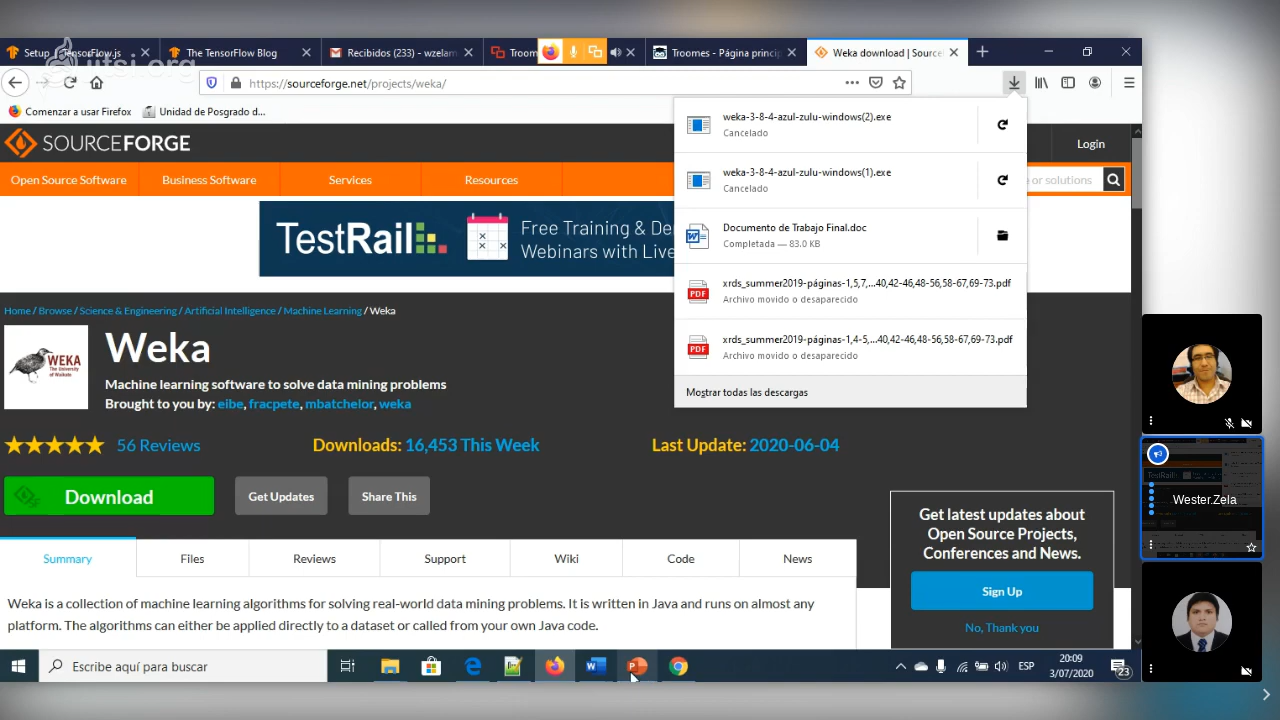 Setup TensorFlow.js
The TensorFlow Blog
Recibidos (233) - wzelam
Troom
Troomes - Página princip
Weka download | Source
jitsi.org
https://sourceforge.net/projects/weka/
Comenzar a usar Firefox
Unidad de Posgrado d...
weka-3-8-4-azul-zulu-windows(2).exe
Cancelado
weka-3-8-4-azul-zulu-windows(1).exe
Cancelado
Documento de Trabajo Final.doc
Completada — 83.0 KB
xrds_summer2019-páginas-1,5,7,...40,42-46,48-56,58-67,69-73.pdf
Archivo movido o desaparecido
xrds_summer2019-páginas-1,4-5,...40,42-46,48-56,58-67,69-73.pdf
Archivo movido o desaparecido
Mostrar todas las descargas
SOURCEFORGE
Login
Open Source Software
Business Software
Services
Resources
or solutions
TestRail
Free Training & De
Webinars with Live
Home / Browse / Science & Engineering / Artificial Intelligence / Machine Learning / Weka
WEKA
The University
of Waikato
Weka
Machine learning software to solve data mining problems
Brought to you by: eibe, fracpete, mbatchelor, weka
56 Reviews
Downloads: 16,453 This Week
Last Update: 2020-06-04
Download
Get Updates
Share This
Get latest updates about
Open Source Projects,
Conferences and News.
Sign Up
No, Thank you
Summary
Files
Reviews
Support
Wiki
Code
News
Weka is a collection of machine learning algorithms for solving real-world data mining problems. It is written in Java and runs on almost any
platform. The algorithms can either be applied directly to a dataset or called from your own Java code.
Wester.Zela
Escribe aquí para buscar
ESP
20:09
3/07/2020
23